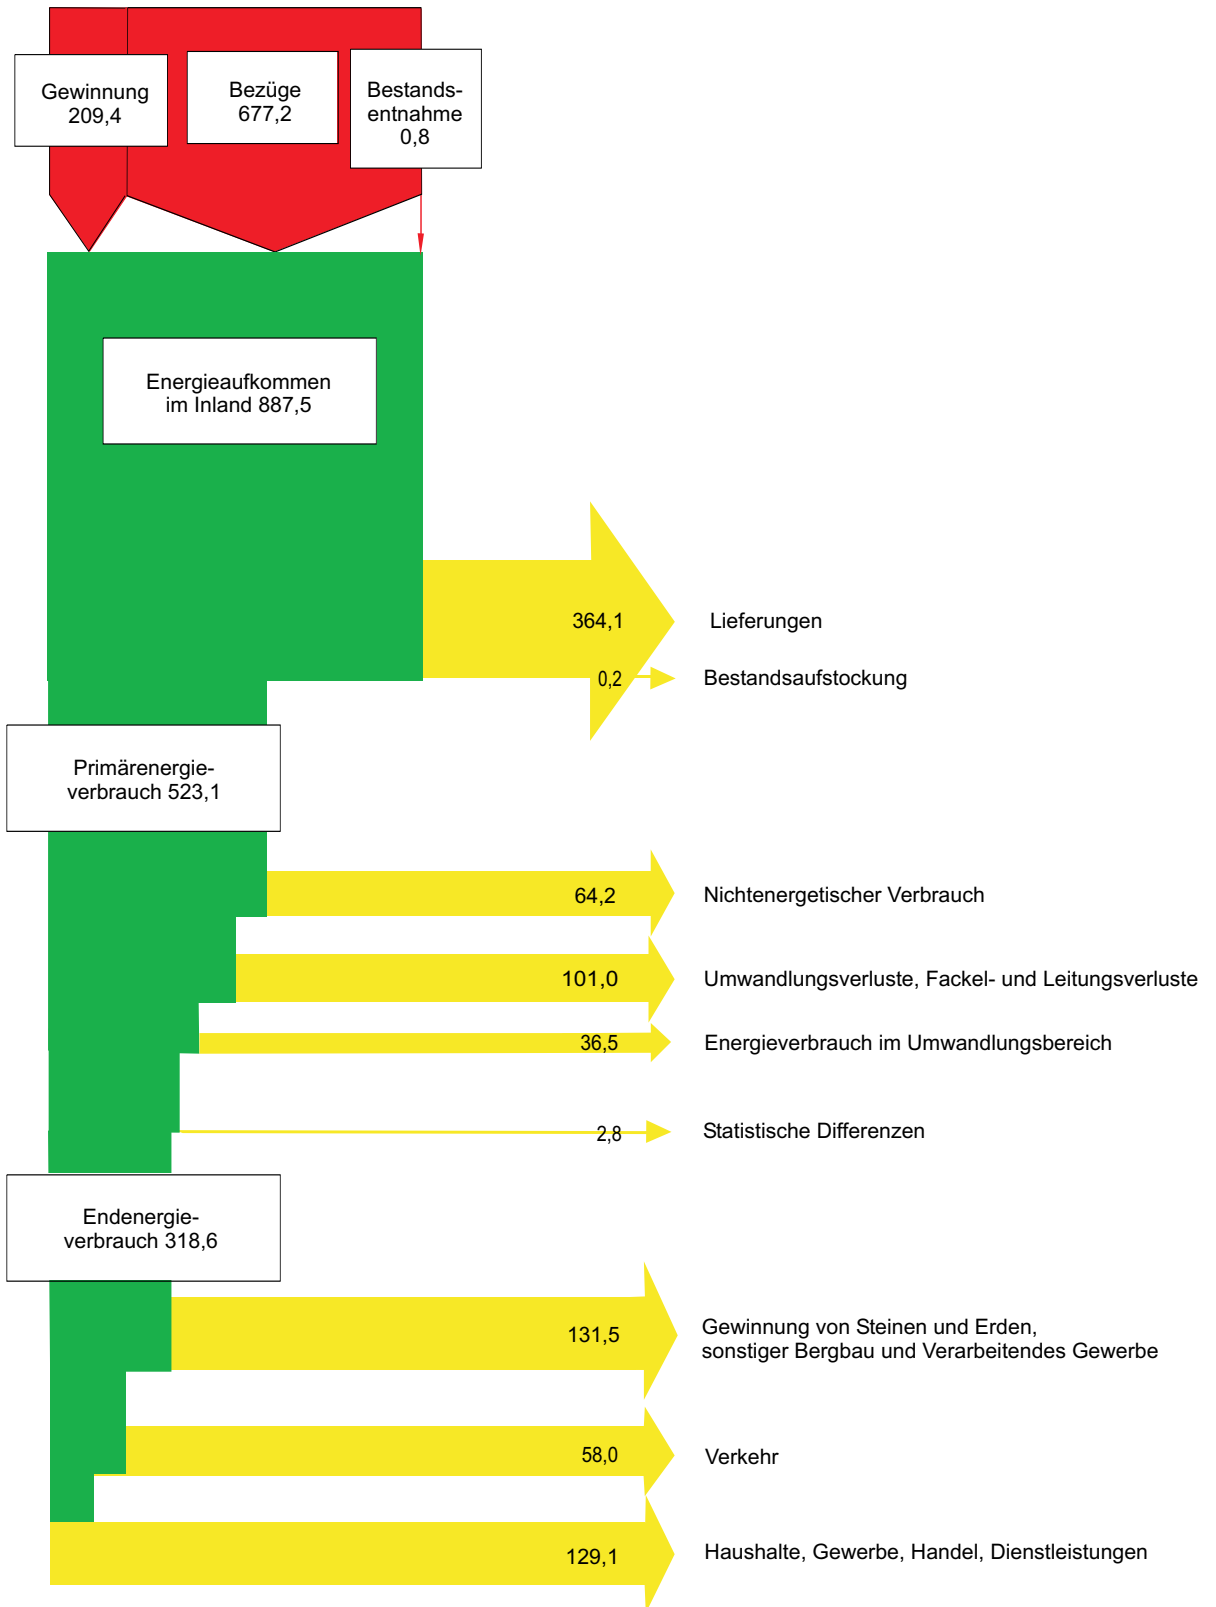 Gewinnung
209,4
Bezüge
677,2
Bestands-
entnahme
0,8
Energieaufkommen
im Inland 887,5
364,1
Lieferungen
0,2
Bestandsaufstockung
Primärenergie-
verbrauch 523,1
64,2
Nichtenergetischer Verbrauch
101,0
Umwandlungsverluste, Fackel- und Leitungsverluste
36,5
Energieverbrauch im Umwandlungsbereich
2,8
Statistische Differenzen
Endenergie-
verbrauch 318,6
131,5
Gewinnung von Steinen und Erden,
sonstiger Bergbau und Verarbeitendes Gewerbe
58,0
Verkehr
129,1
Haushalte, Gewerbe, Handel, Dienstleistungen